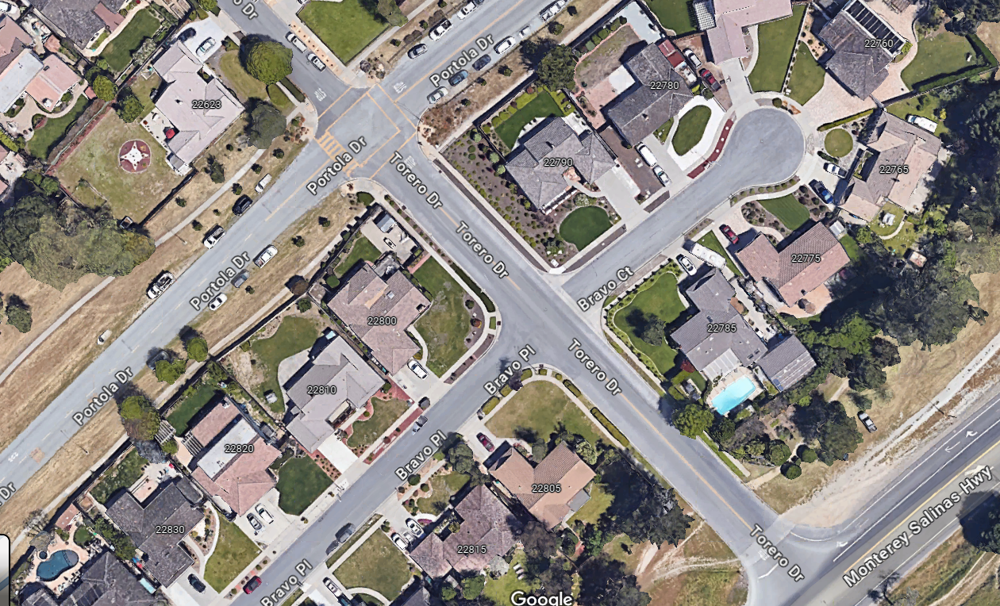 o Dr
Portola Dr
22760
22780
22623
Portola Dr
22790
Torero Dr
22765
Torero Dr
22775
Portola Dr
Bravo Ct
22800
22785
Torero Dr
Bravo Pl
22810
Portola Dr
22820
Bravo Pl
22805
Dr
22830
22815
Monterey-Salinas Hwy
Torero Dr
Bravo Pl
Google